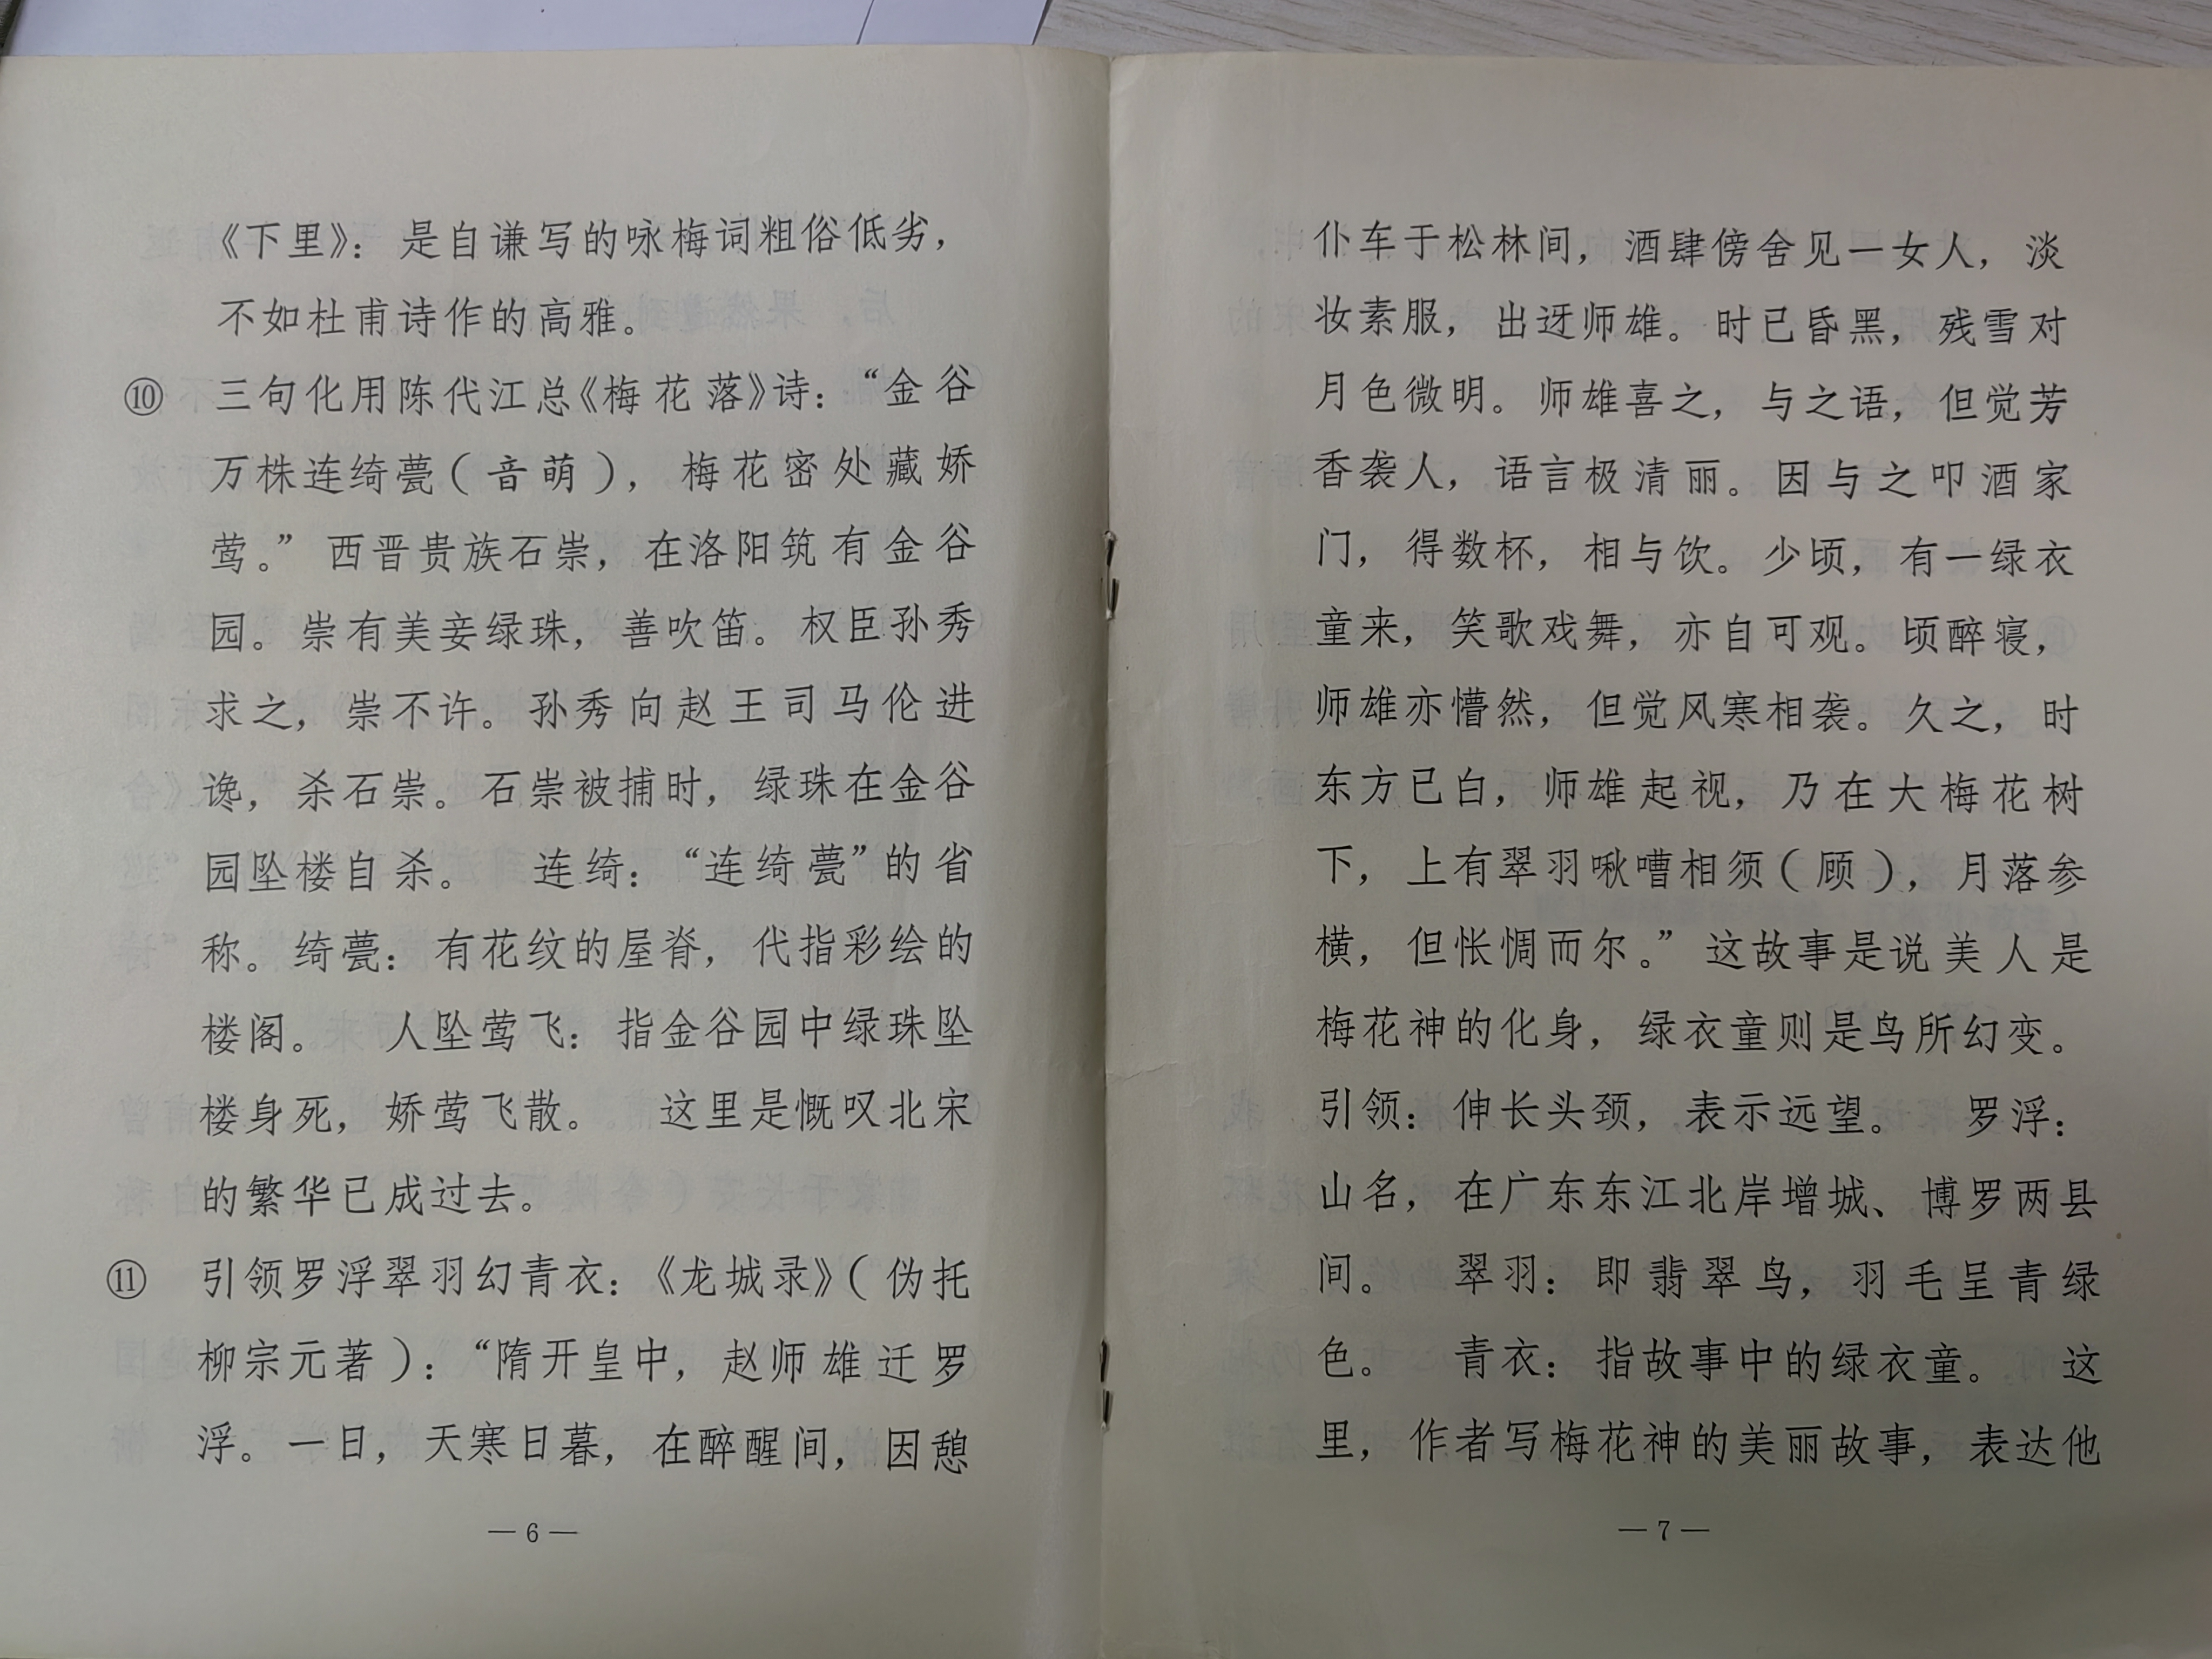 《下里》：是自谦写的咏梅词粗俗低劣，
不如杜甫诗作的高雅。
⑩ 三句化用陈代江总《梅花落》诗：“金谷
万株连绮甍（音萌），梅花密处藏娇
莺。”西晋贵族石崇，在洛阳筑有金谷
园。崇有美妾绿珠，善吹笛。权臣孙秀
求之，崇不许。孙秀向赵王司马伦进
谗，杀石崇。石崇被捕时，绿珠在金谷
园坠楼自杀。 连绮：“连绮甍”的省
称。绮甍：有花纹的屋脊，代指彩绘的
楼阁。 人坠莺飞：指金谷园中绿珠坠
楼身死，娇莺飞散。 这里是慨叹北宋
的繁华已成过去。
⑪ 引领罗浮翠羽幻青衣：《龙城录》（伪托
柳宗元著）：“隋开皇中，赵师雄迁罗
浮。一日，天寒日暮，在醉醒间，因憩
—6—
仆车于松林间，酒肆傍舍见一女人，淡
妆素服，出迓师雄。时已昏黑，残雪对
月色微明。师雄喜之，与之语，但觉芳
香袭人，语言极清丽。因与之叩酒家
门，得数杯，相与饮。少顷，有一绿衣
童来，笑歌戏舞，亦自可观。顷醉寝，
师雄亦懵然，但觉风寒相袭。久之，时
东方已白，师雄起视，乃在大梅花树
下，上有翠羽啾嘈相须（顾），月落参
横，但怅惆而尔。”这故事是说美人是
梅花神的化身，绿衣童则是鸟所幻变。
引领：伸长头颈，表示远望。 罗浮：
山名，在广东东江北岸增城、博罗两县
间。 翠羽：即翡翠鸟，羽毛呈青绿
色。 青衣：指故事中的绿衣童。 这
里，作者写梅花神的美丽故事，表达他
—7—